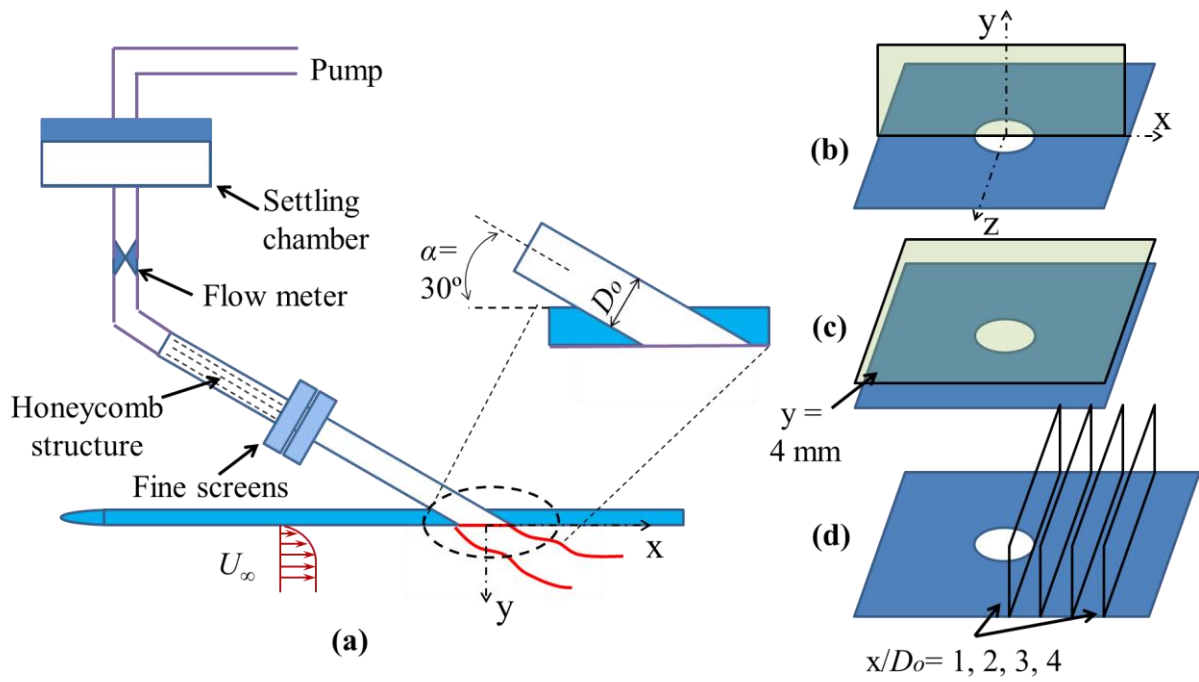 Pump
Settling
chamber
Flow meter
Honeycomb
structure
Fine screens
α=
30º
Do
U∞
x
y
(a)
y
x
z
(b)
(c)
y =
4 mm
(d)
x/Do= 1, 2, 3, 4